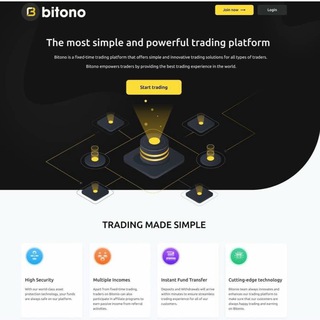 bitono
Join now
Login
The most simple and powerful trading platform
Bitono is a fixed-time trading platform that offers simple and innovative trading solutions for all types of traders.
Bitono empowers traders by providing the best trading experience in the world.
Start trading
TRADING MADE SIMPLE
High Security
With our world-class asset
protection technology, your funds
are always safe on our platform.
Multiple Incomes
Apart from fixed-time trading,
traders on Bitono can also
participate in affiliate programs to
earn passive income from referral
activities.
Instant Fund Transfer
Deposits and Withdrawals will arrive
within minutes to ensure seamless
trading experience for all of our
customers.
Cutting-edge technology
Bitono team always innovates and
enhances our trading platform to
make sure that our customers are
always happy trading and earning
on Bitono.